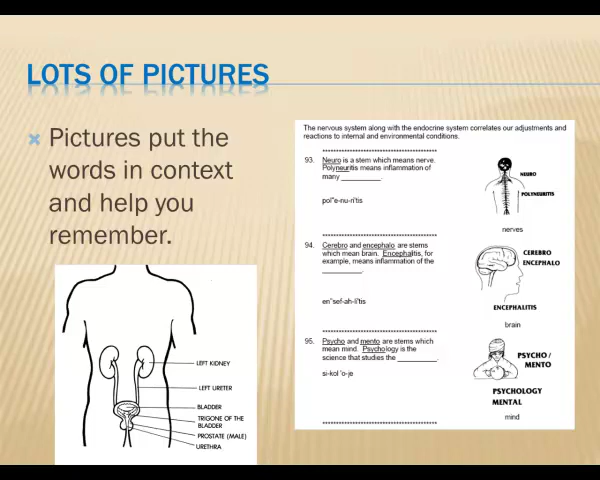 LOTS OF PICTURES
Pictures put the
words in context
and help you
remember.
LEFT KIDNEY
LEFT URETER
BLADDER
TRIGONE OF THE
BLADDER
PROSTATE (MALE)
URETHRA
The nervous system along with the endocrine system correlates our adjustments and
reactions to internal and environmental conditions.
****************************************
93. Neuro is a stem which means nerve.
Polyneuritis means inflammation of
many __________.
pol"e-nu-ri'tis
NEURO
POLYNEURITIS
nerves
****************************************
94. Cerebro and encephalo are stems
which mean brain. Encephalitis, for
example, means inflammation of the
__________.
en"sef-ah-li'tis
CEREBRO
ENCEPHALO
ENCEPHALITIS
brain
****************************************
95. Psycho and mento are stems which
mean mind. Psychology is the
science that studies the __________.
si-kol 'o-je
PSYCHO /
MENTO
PSYCHOLOGY
MENTAL
mind
****************************************